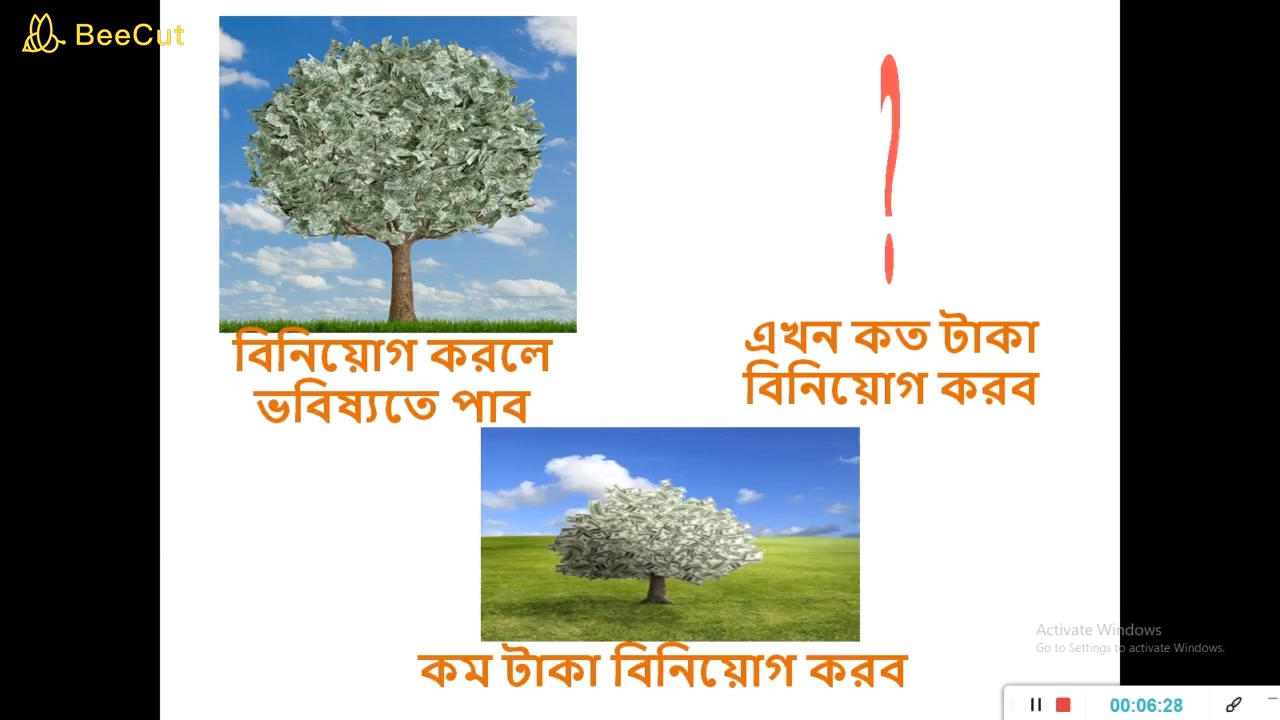 BeeCut
বিনিয়োগ করলে
ভবিষ্যতে পাব
?
এখন কত টাকা
বিনিয়োগ করব
কম টাকা বিনিয়োগ করব
Activate Windows
Go to Settings to activate Windows.
00:06:28